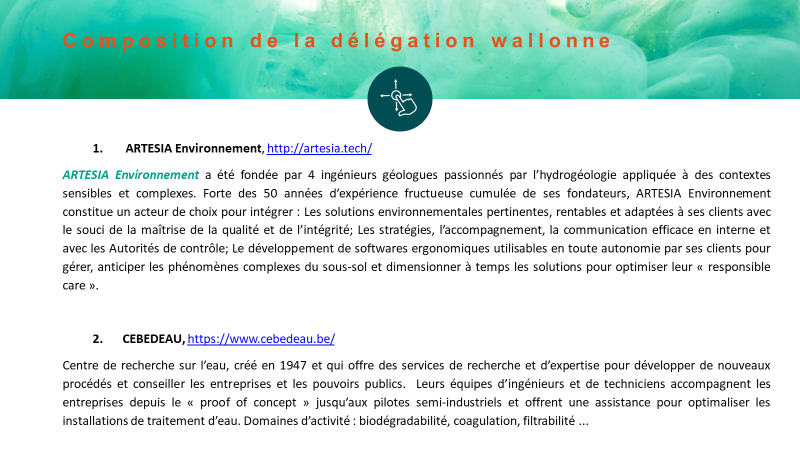 Composition de la délégation wallonne
1. ARTESIA Environnement, http://artesia.tech/
ARTESIA Environnement a été fondée par 4 ingénieurs géologues passionnés par l’hydrogéologie appliquée à des contextes
sensibles et complexes. Forte des 50 années d’expérience fructueuse cumulée de ses fondateurs, ARTESIA Environnement
constitue un acteur de choix pour intégrer : Les solutions environnementales pertinentes, rentables et adaptées à ses clients avec
le souci de la maîtrise de la qualité et de l’intégrité; Les stratégies, l’accompagnement, la communication efficace en interne et
avec les Autorités de contrôle; Le développement de softwares ergonomiques utilisables en toute autonomie par ses clients pour
gérer, anticiper les phénomènes complexes du sous-sol et dimensionner à temps les solutions pour optimiser leur « responsible
care ».
2. CEBEDEAU, https://www.cebedeau.be/
Centre de recherche sur l’eau, créé en 1947 et qui offre des services de recherche et d’expertise pour développer de nouveaux
procédés et conseiller les entreprises et les pouvoirs publics. Leurs équipes d’ingénieurs et de techniciens accompagnent les
entreprises depuis le « proof of concept » jusqu’aux pilotes semi-industriels et offrent une assistance pour optimaliser les
installations de traitement d’eau. Domaines d’activité : biodégradabilité, coagulation, filtrabilité ...